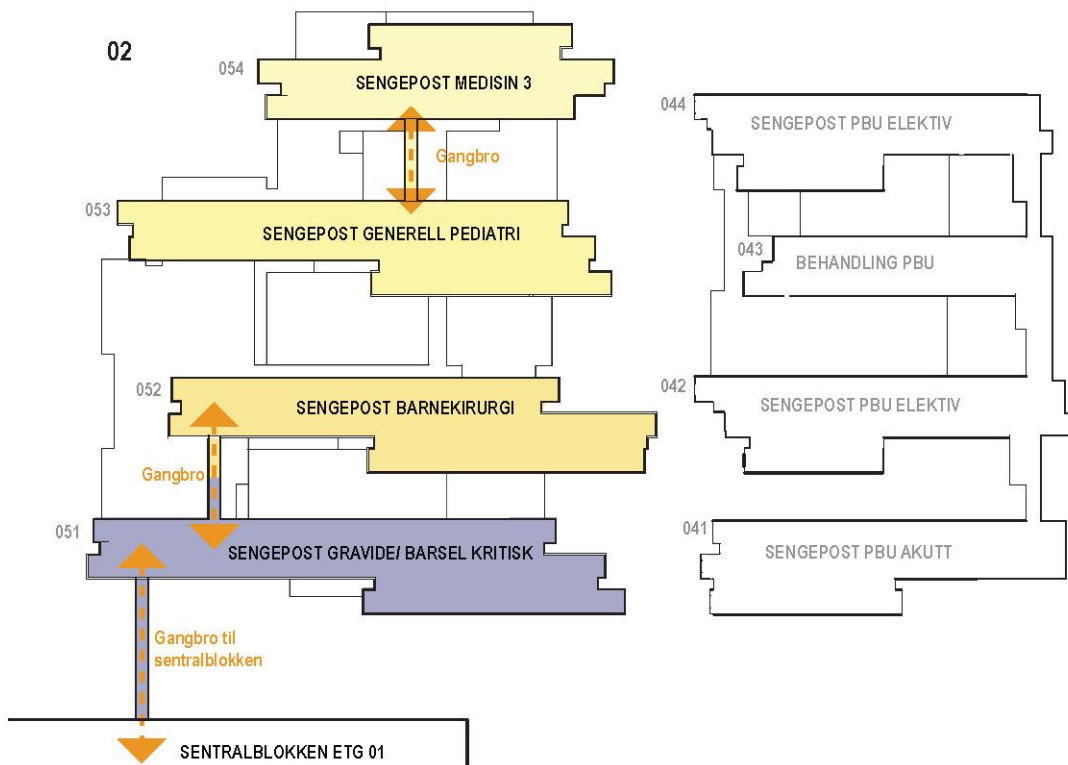 02
054
SENGEPOST MEDISIN 3
Gangbro
053
SENGEPOST GENERELL PEDIATRI
052
SENGEPOST BARNEKIRURGI
Gangbro
051
SENGEPOST GRAVIDE/ BARSEL KRITISK
Gangbro til
sentralblokken
SENTRALBLOKKEN ETG 01
044
SENGEPOST PBU ELEKTIV
043
BEHANDLING PBU
042
SENGEPOST PBU ELEKTIV
041
SENGEPOST PBU AKUTT